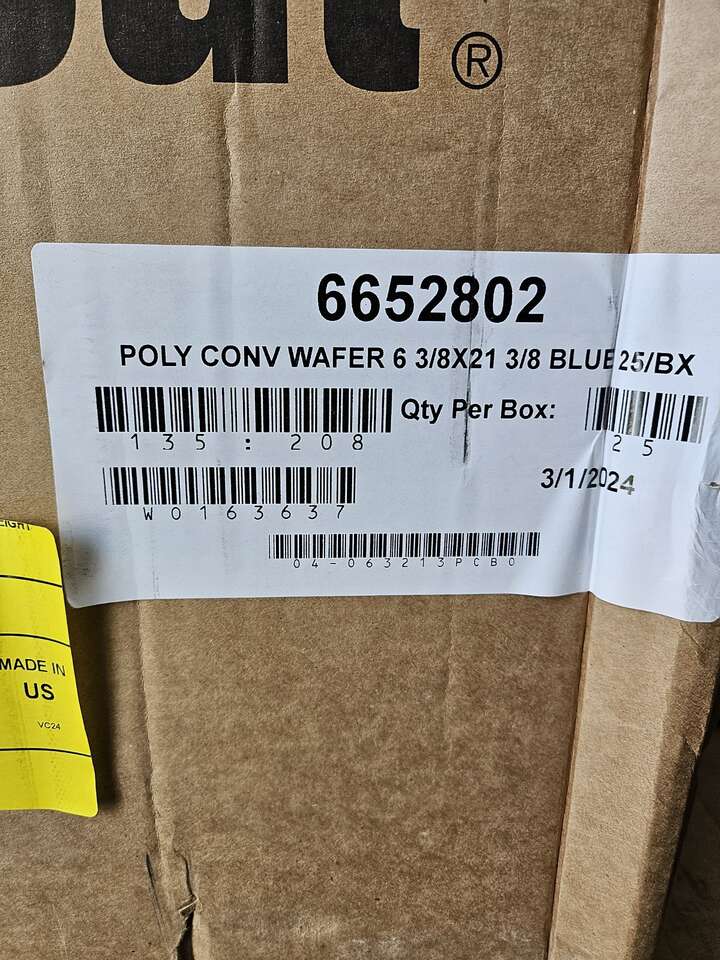 ®
6652802
POLY CONV WAFER 6 3/8X21 3/8 BLUE 25/BX
Qty Per Box:
135:208
25
3/1/2024
W0163637
04-063213PCB0
MADE IN
US
VC24